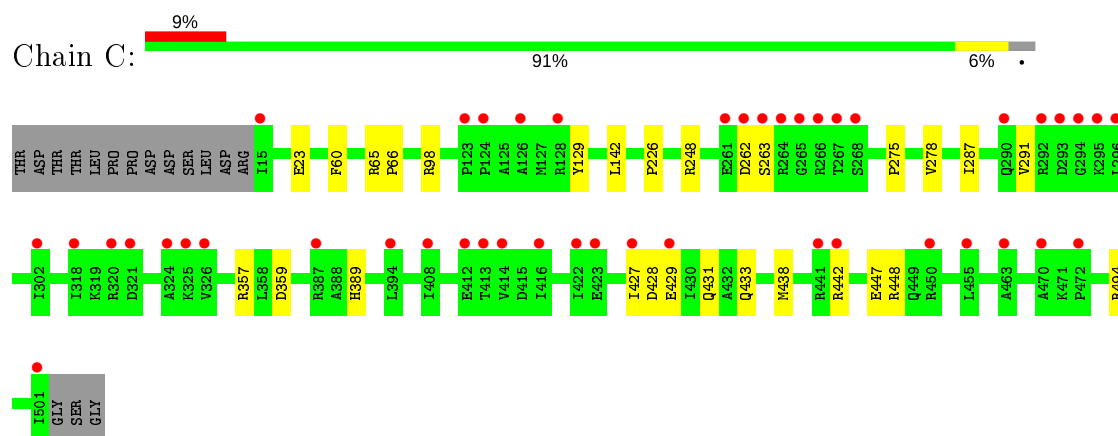 9%
Chain C:
91% 6% •
THR ASP THR THR LEU PRO PRO ASP ASP SER LEU ASP ARG I15 E23 F60 R65 P66 R98 P123 P124 A125 A126 M127 R128 Y129 L142 P226 R248 E261 D262 S263 R264 G265 R266 T267 S268 P275 V278 I287 Q290 V291 R292 D293 G294 K295 L296
I302 I318 K319 R320 D321 A324 K325 V326 R357 L358 D359 R387 A388 H389 L394 I408 E412 T413 V414 D415 I416 I422 E423 I427 D428 E429 I430 Q431 A432 Q433 M438 R441 R442 E447 R448 Q449 R450 L455 A463 A470 K471 P472 R494
I501 GLY SER GLY